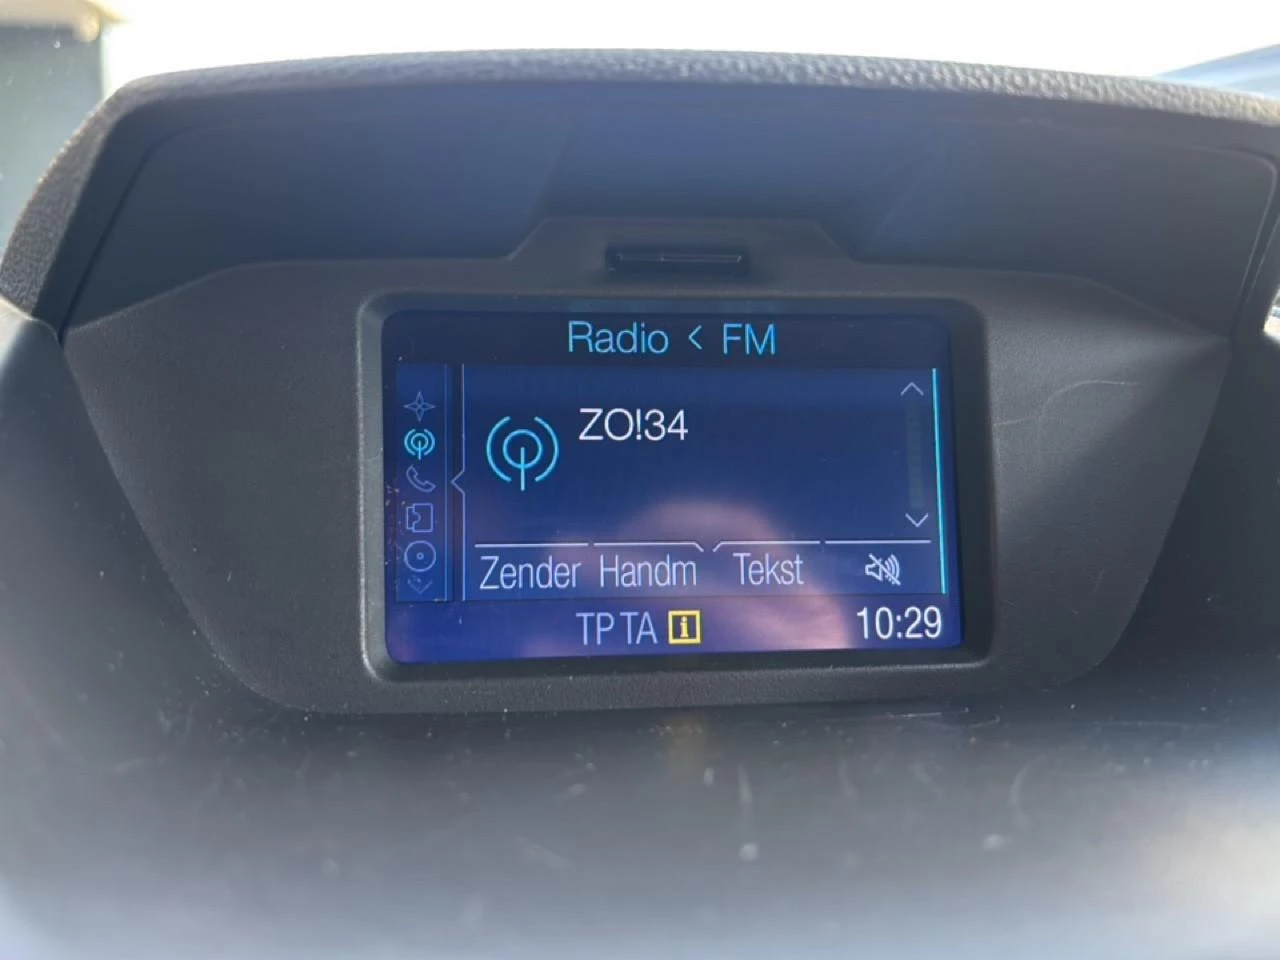 Radio < FM
ZO!34
Zender Handm Tekst
TP TA i 10:29